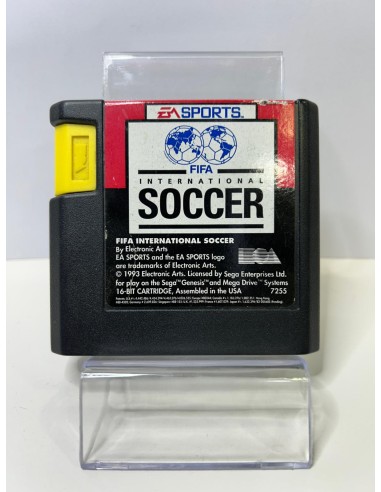 EA SPORTS™
FIFA
INTERNATIONAL
SOCCER
FIFA INTERNATIONAL SOCCER
By Electronic Arts
EA SPORTS and the EA SPORTS logo
are trademarks of Electronic Arts.
© 1993 Electronic Arts. Licensed by Sega Enterprises Ltd.
for play on the Sega™ Genesis™ and Mega Drive™ Systems
16-BIT CARTRIDGE, Assembled in the USA 7255